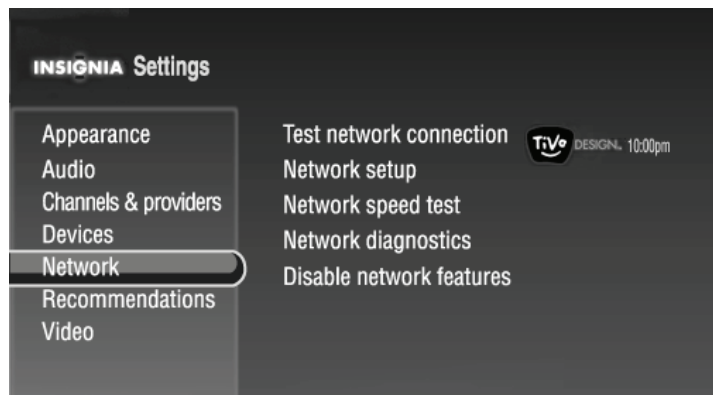 INSIGNIA Settings
Appearance
Audio
Channels & providers
Devices
Network
Recommendations
Video
Test network connection
Network setup
Network speed test
Network diagnostics
Disable network features
TiVo DESIGN. 10:00pm